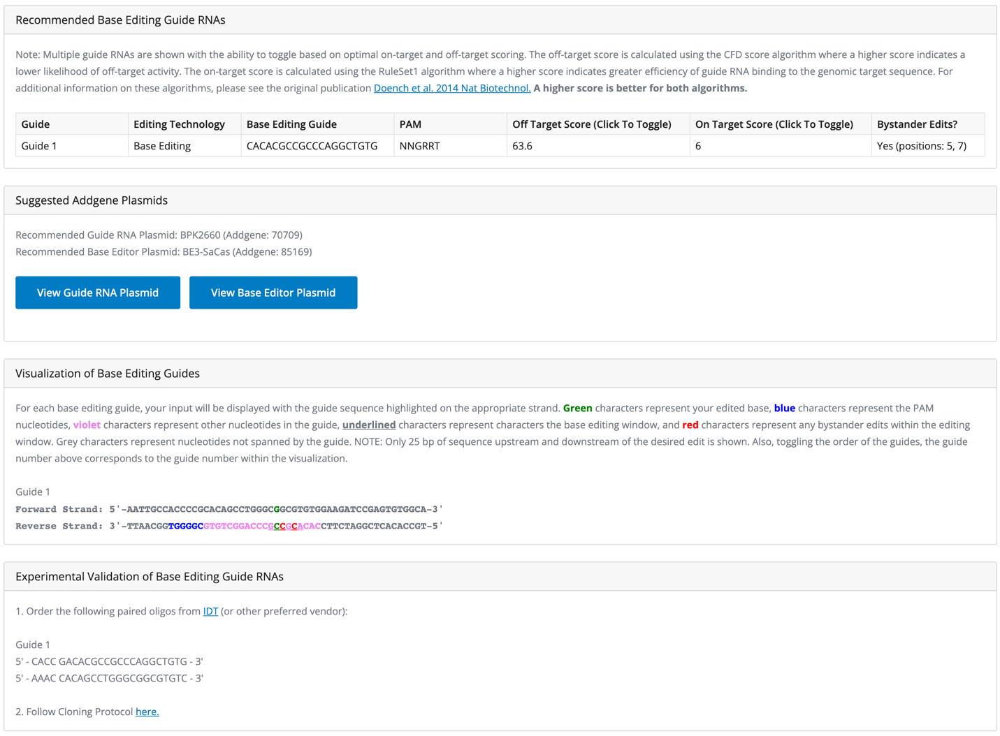 Recommended Base Editing Guide RNAs
Note: Multiple guide RNAs are shown with the ability to toggle based on optimal on-target and off-target scoring. The off-target score is calculated using the CFD score algorithm where a higher score indicates a
lower likelihood of off-target activity. The on-target score is calculated using the RuleSet1 algorithm where a higher score indicates greater efficiency of guide RNA binding to the genomic target sequence. For
additional information on these algorithms, please see the original publication Doench et al. 2014 Nat Biotechnol. A higher score is better for both algorithms.
Guide Editing Technology Base Editing Guide PAM Off Target Score (Click To Toggle) On Target Score (Click To Toggle) Bystander Edits?
Guide 1 Base Editing CACACGCCGCCCAGGCTGTG NNGRRT 63.6 6 Yes (positions: 5, 7)
Suggested Addgene Plasmids
Recommended Guide RNA Plasmid: BPK2660 (Addgene: 70709)
Recommended Base Editor Plasmid: BE3-SaCas (Addgene: 85169)
View Guide RNA Plasmid View Base Editor Plasmid
Visualization of Base Editing Guides
For each base editing guide, your input will be displayed with the guide sequence highlighted on the appropriate strand. Green characters represent your edited base, blue characters represent the PAM
nucleotides, violet characters represent other nucleotides in the guide, underlined characters represent characters the base editing window, and red characters represent any bystander edits within the editing
window. Grey characters represent nucleotides not spanned by the guide. NOTE: Only 25 bp of sequence upstream and downstream of the desired edit is shown. Also, toggling the order of the guides, the guide
number above corresponds to the guide number within the visualization.
Guide 1
Forward Strand: 5'-AATTGCCACCCCGCACAGCCTGGGCGGCGTGTGGAAGATCCGAGTGTGGCA-3'
Reverse Strand: 3'-TTAACGGTGGGGCGTGTCGGACCCGCCGCACACCTTCTAGGCTCACACCGT-5'
Experimental Validation of Base Editing Guide RNAs
1. Order the following paired oligos from IDT (or other preferred vendor):
Guide 1
5' - CACC GACACGCCGCCCAGGCTGTG - 3'
5' - AAAC CACAGCCTGGGCGGCGTGTC - 3'
2. Follow Cloning Protocol here.